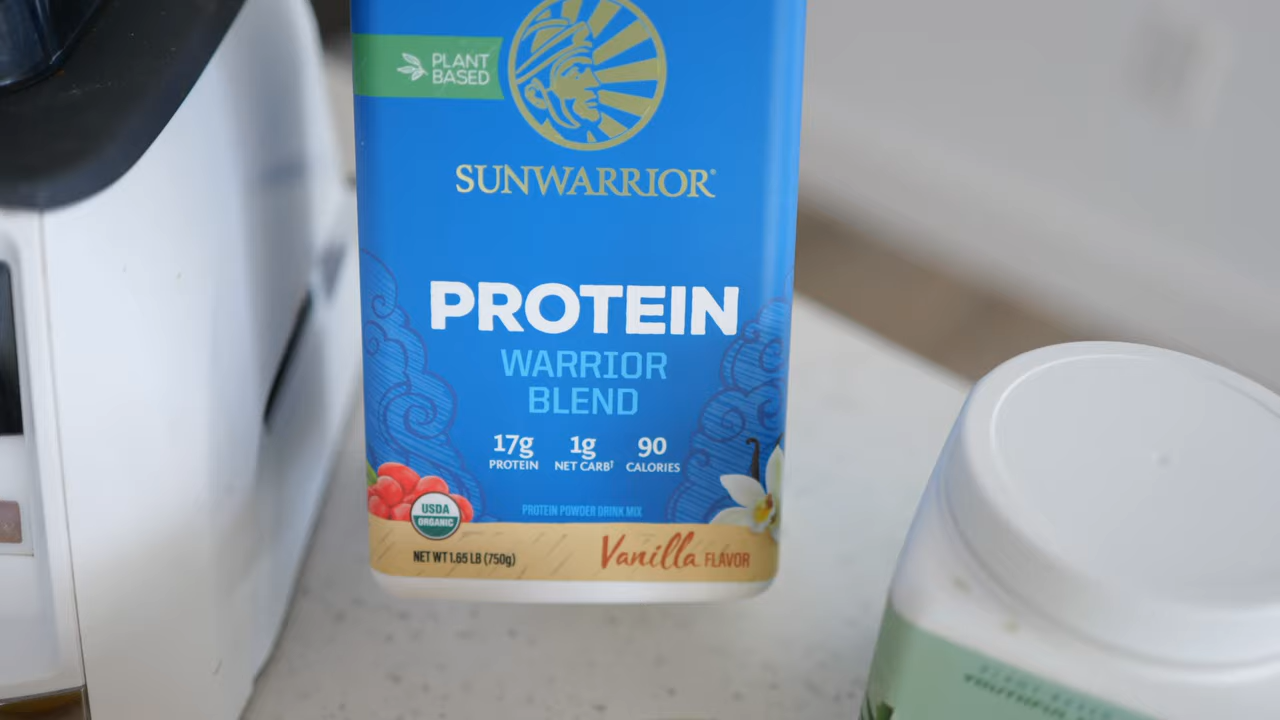 PLANT
BASED
SUNWARRIOR®
PROTEIN
WARRIOR
BLEND
17g 1g 90
PROTEIN NET CARB† CALORIES
USDA
ORGANIC
PROTEIN POWDER DRINK MIX
NET WT 1.65 LB (750g)
Vanilla FLAVOR